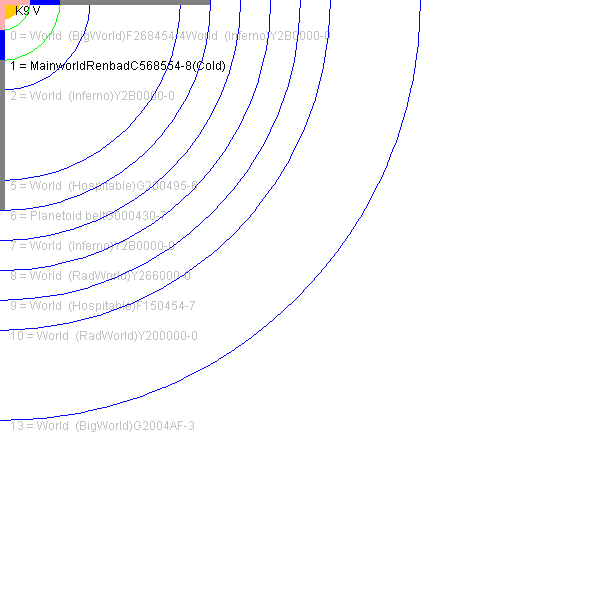 K9 V
0 = World  (BigWorld)F268454-4World  (Inferno)Y2B0000-0
1 = MainworldRenbadC568554-8(Cold)
2 = World  (Inferno)Y2B0000-0
5 = World  (Hospitable)G200495-6
6 = Planetoid beltG000430-7
7 = World  (Inferno)Y2B0000-0
8 = World  (RadWorld)Y266000-0
9 = World  (Hospitable)F150454-7
10 = World  (RadWorld)Y200000-0
13 = World  (BigWorld)G2004AF-3